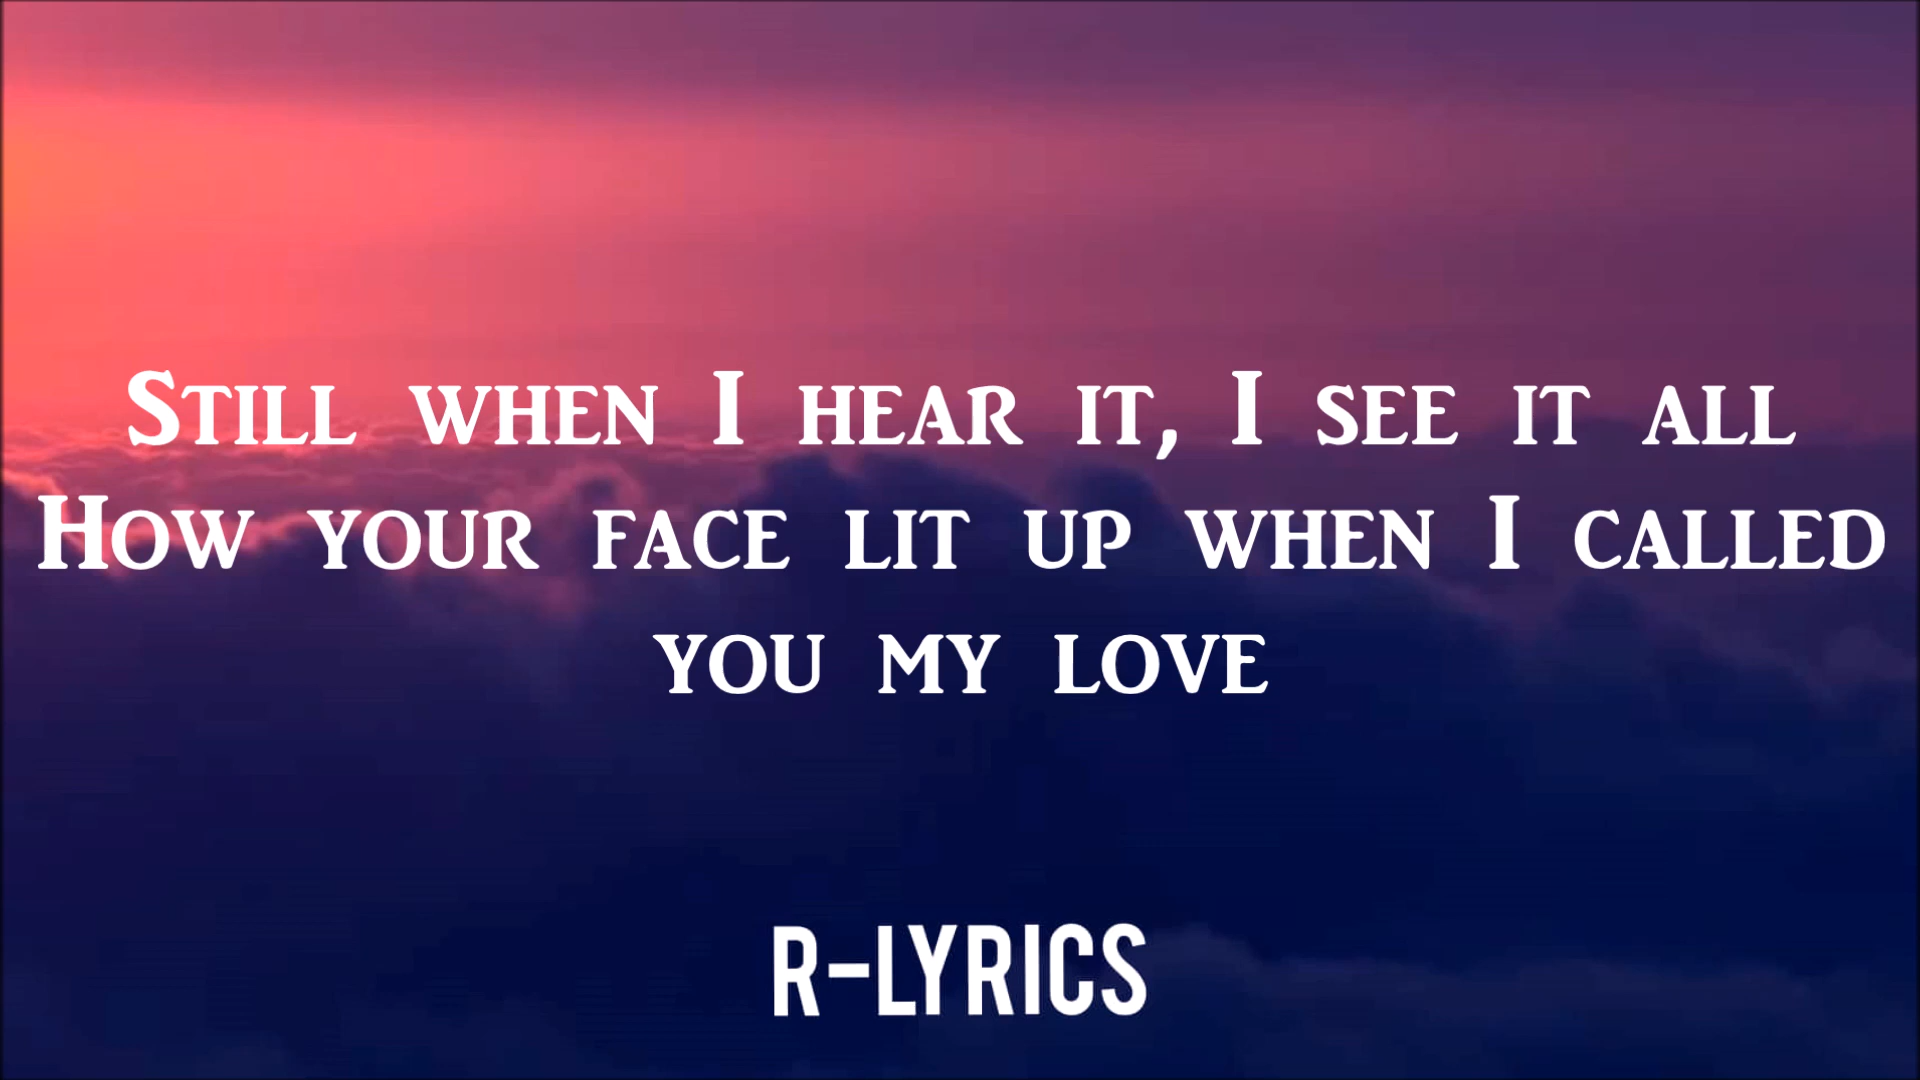 Still when I hear it, I see it all
How your face lit up when I called
you my love
R-LYRICS